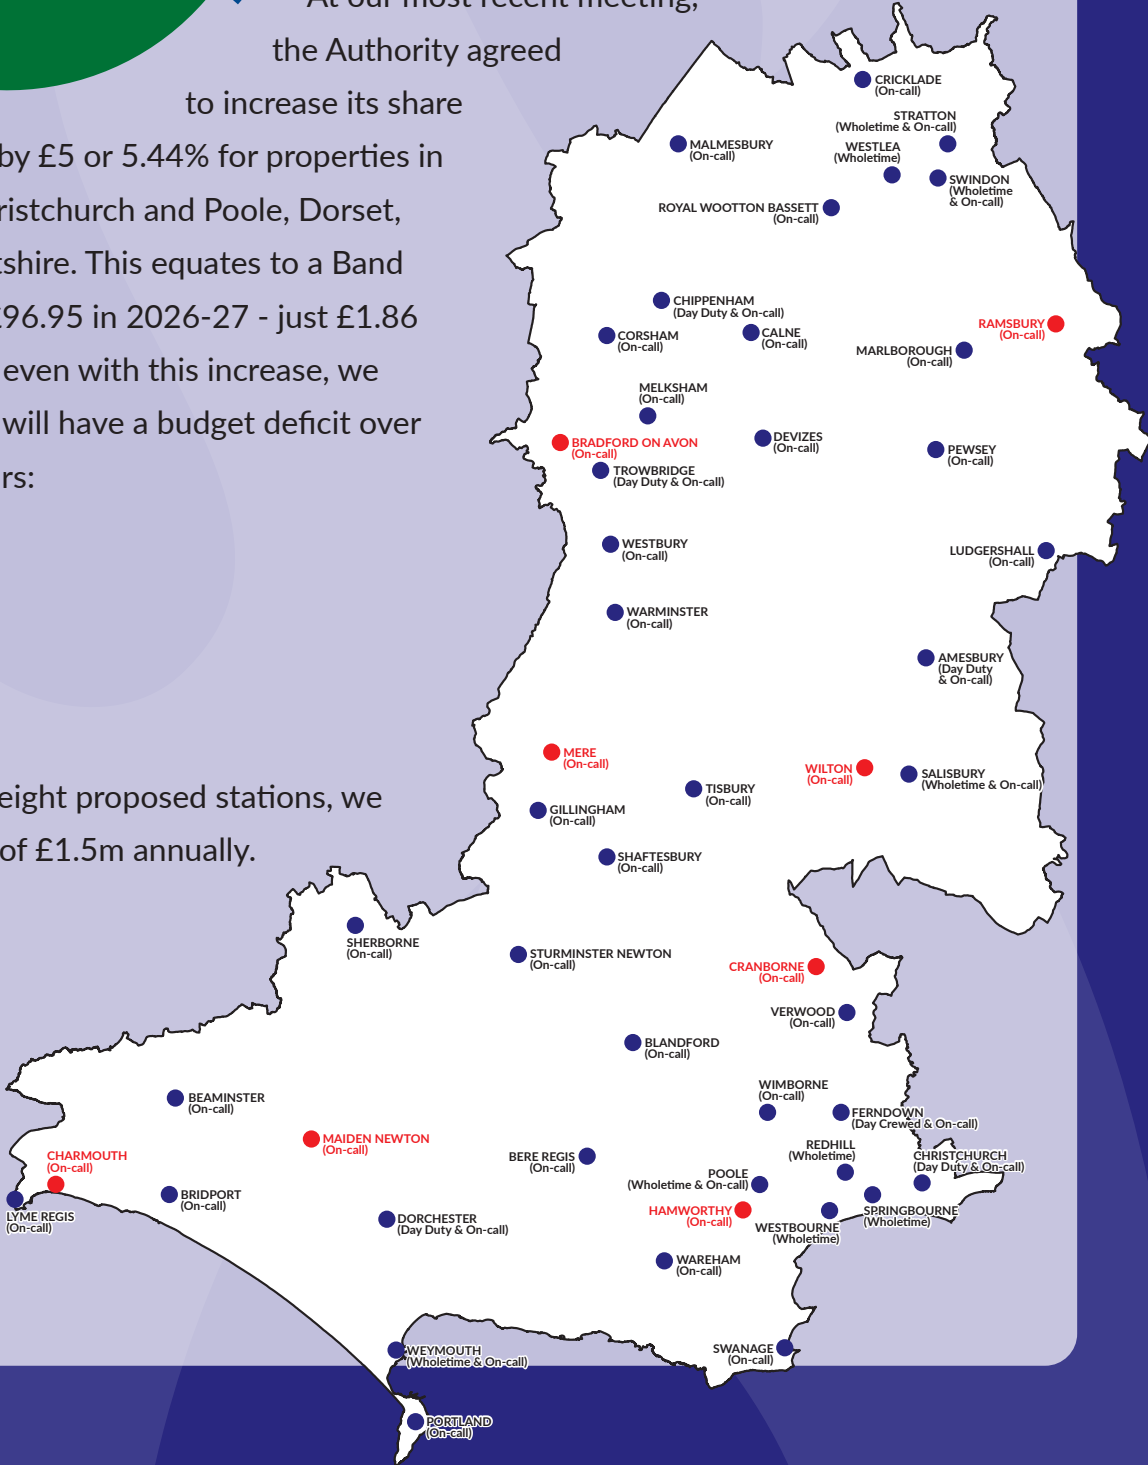 At our most recent meeting,
the Authority agreed
to increase its share
by £5 or 5.44% for properties in
ristchurch and Poole, Dorset,
tshire. This equates to a Band
£96.95 in 2026-27 - just £1.86
even with this increase, we
will have a budget deficit over
rs:
eight proposed stations, we
of £1.5m annually.
CRICKLADE
(On-call)
STRATTON
(Wholetime & On-call)
MALMESBURY
(On-call)
WESTLEA
(Wholetime)
SWINDON
(Wholetime
& On-call)
ROYAL WOOTTON BASSETT
(On-call)
CHIPPENHAM
(Day Duty & On-call)
CORSHAM
(On-call)
CALNE
(On-call)
RAMSBURY
(On-call)
MARLBOROUGH
(On-call)
MELKSHAM
(On-call)
BRADFORD ON AVON
(On-call)
DEVIZES
(On-call)
PEWSEY
(On-call)
TROWBRIDGE
(Day Duty & On-call)
WESTBURY
(On-call)
LUDGERSHALL
(On-call)
WARMINSTER
(On-call)
AMESBURY
(Day Duty
& On-call)
MERE
(On-call)
WILTON
(On-call)
SALISBURY
(Wholetime & On-call)
TISBURY
(On-call)
GILLINGHAM
(On-call)
SHAFTESBURY
(On-call)
SHERBORNE
(On-call)
STURMINSTER NEWTON
(On-call)
CRANBORNE
(On-call)
VERWOOD
(On-call)
BLANDFORD
(On-call)
WIMBORNE
(On-call)
BEAMINSTER
(On-call)
FERNDOWN
(Day Crewed & On-call)
MAIDEN NEWTON
(On-call)
CHARMOUTH
(On-call)
BERE REGIS
(On-call)
REDHILL
(Wholetime)
CHRISTCHURCH
(Day Duty & On-call)
POOLE
(Wholetime & On-call)
BRIDPORT
(On-call)
LYME REGIS
(On-call)
HAMWORTHY
(On-call)
SPRINGBOURNE
(Wholetime)
DORCHESTER
(Day Duty & On-call)
WESTBOURNE
(Wholetime)
WAREHAM
(On-call)
SWANAGE
(On-call)
WEYMOUTH
(Wholetime & On-call)
PORTLAND
(On-call)